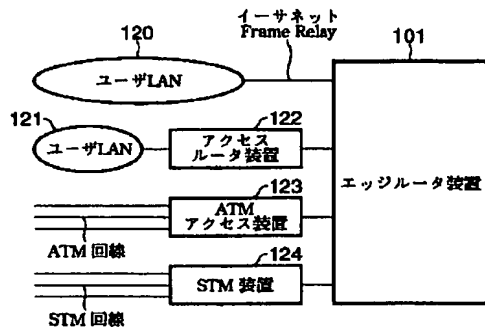 イーサネット
Frame Relay
120
101
ユーザLAN
121
ユーザLAN
122
アクセス
ルータ装置
エッジルータ装置
123
ATM
アクセス装置
ATM 回線
124
STM 装置
STM 回線